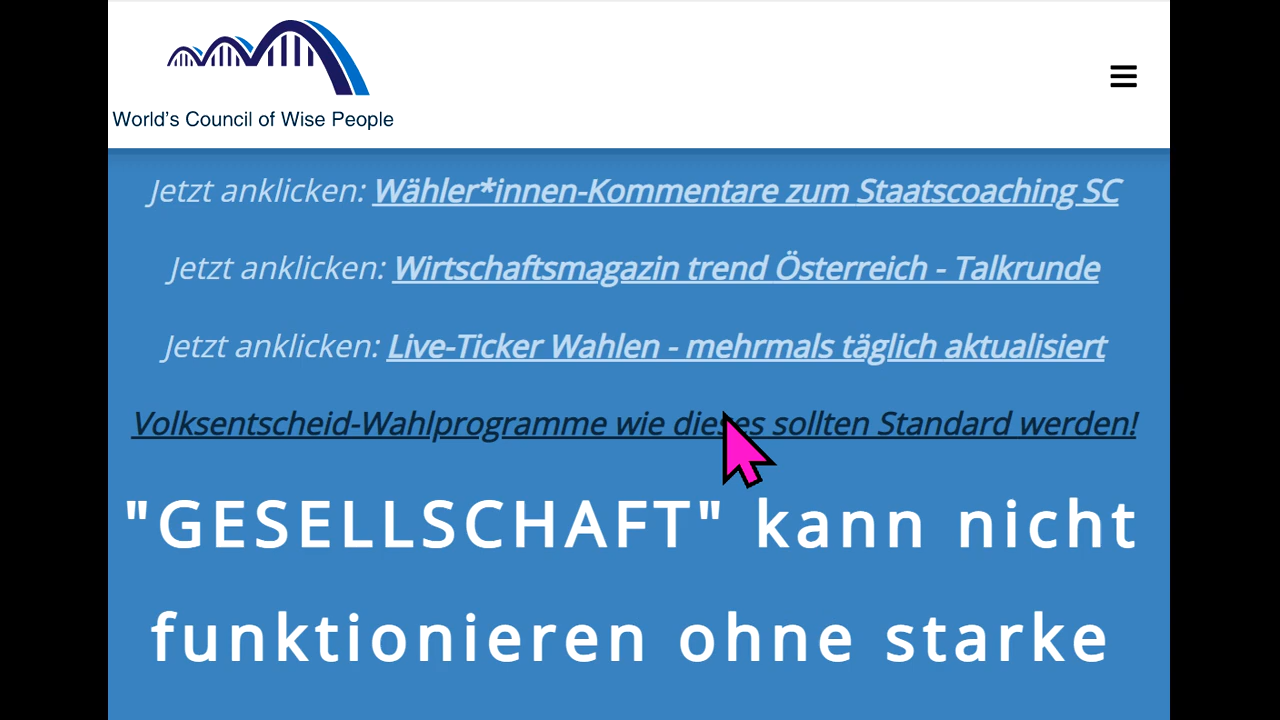 World's Council of Wise People
Jetzt anklicken: Wähler*innen-Kommentare zum Staatscoaching SC
Jetzt anklicken: Wirtschaftsmagazin trend Österreich - Talkrunde
Jetzt anklicken: Live-Ticker Wahlen - mehrmals täglich aktualisiert
Volksentscheid-Wahlprogramme wie dieses sollten Standard werden!
"GESELLSCHAFT" kann nicht
funktionieren ohne starke